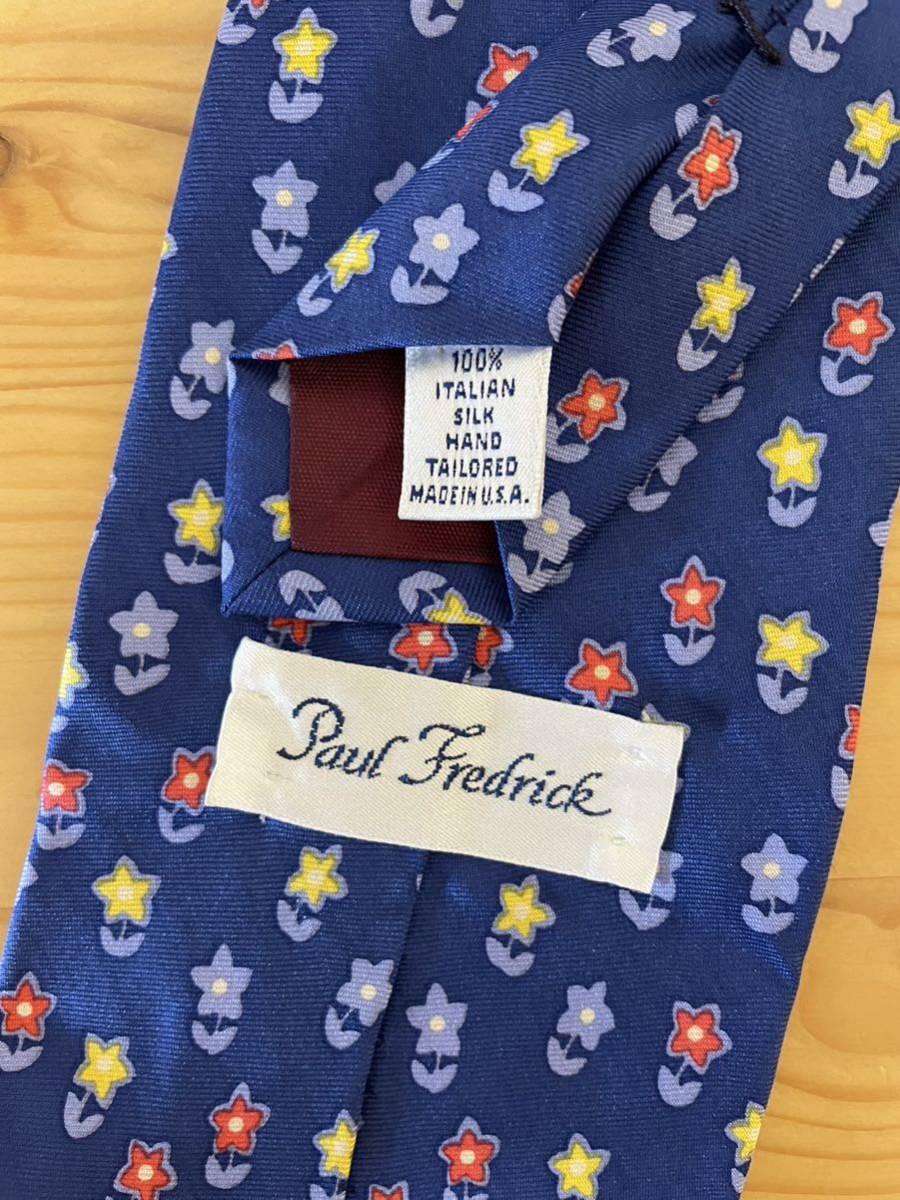 100%
ITALIAN
SILK
HAND
TAILORED
MADE IN U.S.A.
Paul Fredrick